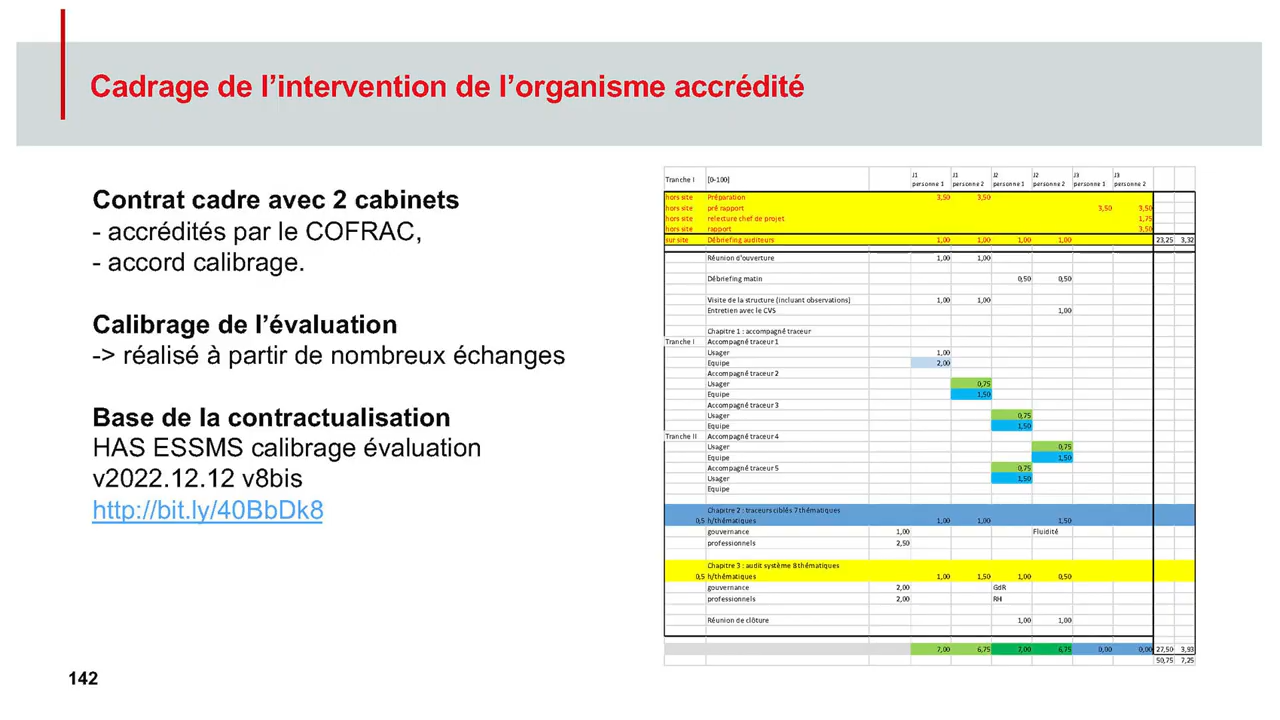 Cadrage de l’intervention de l’organisme accrédité
Contrat cadre avec 2 cabinets
- accrédités par le COFRAC,
- accord calibrage.
Calibrage de l’évaluation
-> réalisé à partir de nombreux échanges
Base de la contractualisation
HAS ESSMS calibrage évaluation
v2022.12.12 v8bis
http://bit.ly/40BbDk8
142
Tranche I [0-100] J1 personne 1 J1 personne 2 J2 personne 1 J2 personne 2 J3 personne 1 J3 personne 2
hors site Préparation 3,50 3,50
hors site pré rapport 3,50 3,50
hors site relecture chef de projet 1,75
hors site rapport 3,50
sur site Débriefing auditeurs 1,00 1,00 1,00 1,00 23,25 3,32
Réunion d'ouverture 1,00 1,00
Débriefing matin 0,50 0,50
Visite de la structure (incluant observations) 1,00 1,00
Entretien avec le CVS 1,00
Chapitre 1 : accompagné traceur
Tranche I Accompagné traceur 1
Usager 1,00
Equipe 2,00
Accompagné traceur 2
Usager 0,75
Equipe 1,50
Accompagné traceur 3
Usager 0,75
Equipe 1,50
Tranche II Accompagné traceur 4
Usager 0,75
Equipe 1,50
Accompagné traceur 5 0,75
Usager 1,50
Equipe
Chapitre 2 : traceurs ciblés 7 thématiques
0,5 h/thématiques 1,00 1,00 1,50
gouvernance 1,00 Fluidité
professionnels 2,50
Chapitre 3 : audit système 8 thématiques
0,5 h/thématiques 1,00 1,50 1,00 0,50
gouvernance 2,00 GdR
professionnels 2,00 RH
Réunion de clôture 1,00 1,00
7,00 6,75 7,00 6,75 0,00 0,00 27,50 3,93
50,75 7,25